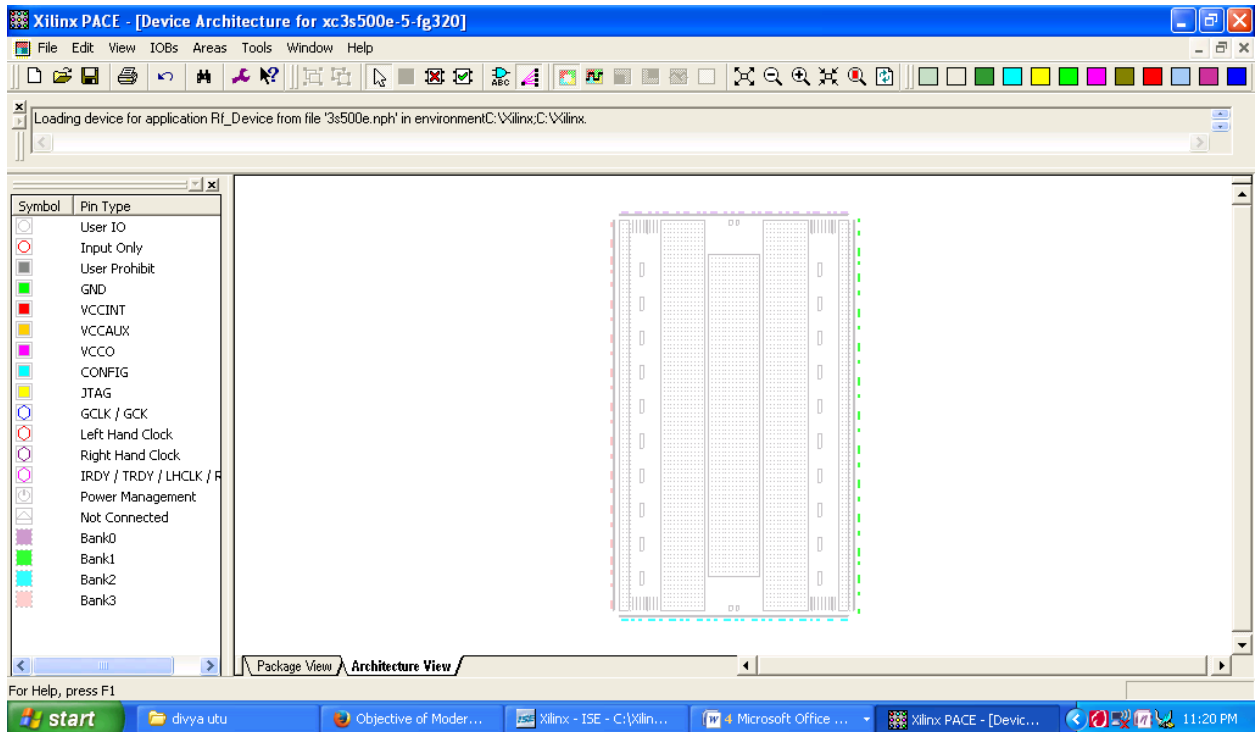 Xilinx PACE - [Device Architecture for xc3s500e-5-fg320]
File Edit View IOBs Areas Tools Window Help
ABC
Loading device for application Rf_Device from file '3s500e.nph' in environmentC:\Xilinx;C:\Xilinx.
Symbol Pin Type
User IO
Input Only
User Prohibit
GND
VCCINT
VCCAUX
VCCO
CONFIG
JTAG
GCLK / GCK
Left Hand Clock
Right Hand Clock
IRDY / TRDY / LHCLK / R
Power Management
Not Connected
Bank0
Bank1
Bank2
Bank3
Package View Architecture View
For Help, press F1
start divya utu Objective of Moder... Xilinx - ISE - C:\Xilin... 4 Microsoft Office ... Xilinx PACE - [Devic... 11:20 PM